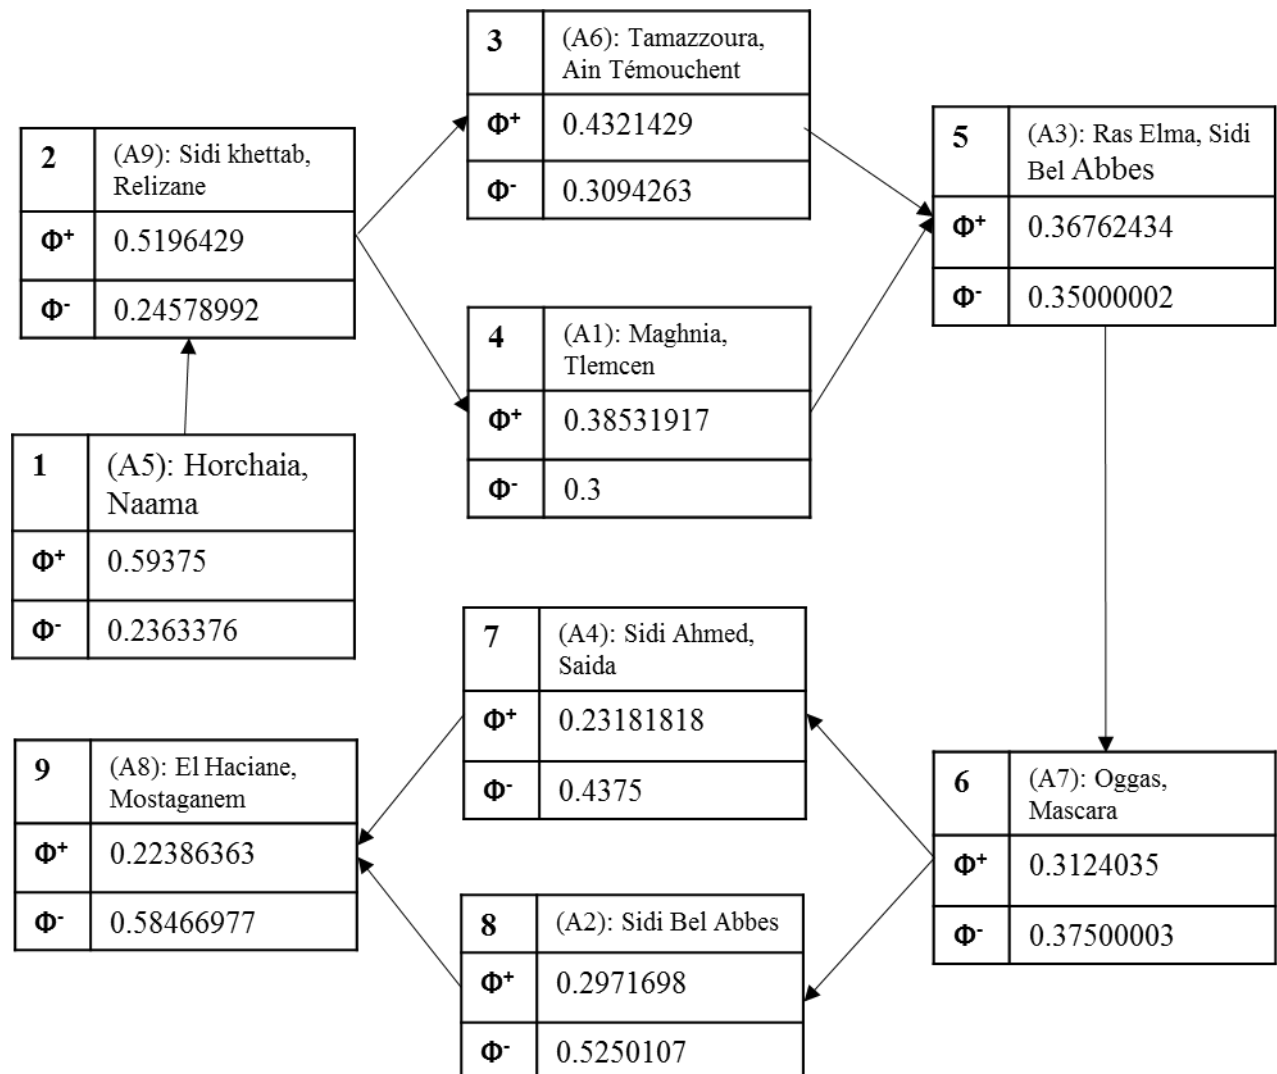 1
(A5): Horchaia,
Naama
Φ⁺
0.59375
Φ⁻
0.2363376
2
(A9): Sidi khettab,
Relizane
Φ⁺
0.5196429
Φ⁻
0.24578992
3
(A6): Tamazzoura,
Ain Témouchent
Φ⁺
0.4321429
Φ⁻
0.3094263
4
(A1): Maghnia,
Tlemcen
Φ⁺
0.38531917
Φ⁻
0.3
5
(A3): Ras Elma, Sidi
Bel Abbes
Φ⁺
0.36762434
Φ⁻
0.35000002
6
(A7): Oggas,
Mascara
Φ⁺
0.3124035
Φ⁻
0.37500003
7
(A4): Sidi Ahmed,
Saida
Φ⁺
0.23181818
Φ⁻
0.4375
8
(A2): Sidi Bel Abbes
Φ⁺
0.2971698
Φ⁻
0.5250107
9
(A8): El Haciane,
Mostaganem
Φ⁺
0.22386363
Φ⁻
0.58466977